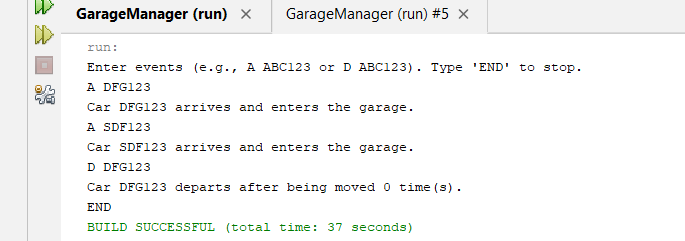 GarageManager (run) × GarageManager (run) #5 ×
run:
Enter events (e.g., A ABC123 or D ABC123). Type 'END' to stop.
A DFG123
Car DFG123 arrives and enters the garage.
A SDF123
Car SDF123 arrives and enters the garage.
D DFG123
Car DFG123 departs after being moved 0 time(s).
END
BUILD SUCCESSFUL (total time: 37 seconds)